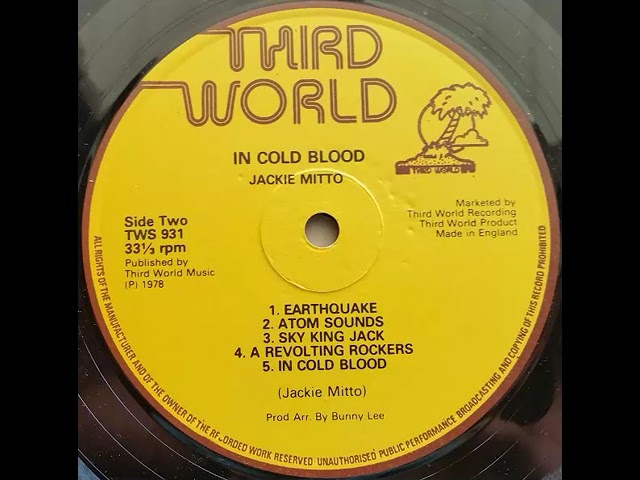 THIRD
WORLD
IN COLD BLOOD
JACKIE MITTO
THIRD WORLD
Side Two
TWS 931
33⅓ rpm
Published by
Third World Music
(P) 1978
Marketed by
Third World Recording
Third World Product
Made in England
1. EARTHQUAKE
2. ATOM SOUNDS
3. SKY KING JACK
4. A REVOLTING ROCKERS
5. IN COLD BLOOD
(Jackie Mitto)
Prod Arr. By Bunny Lee
ALL RIGHTS OF THE MANUFACTURER AND OF THE OWNER OF THE RECORDED WORK RESERVED UNAUTHORISED PUBLIC PERFORMANCE BROADCASTING AND COPYING OF THIS RECORD PROHIBITED